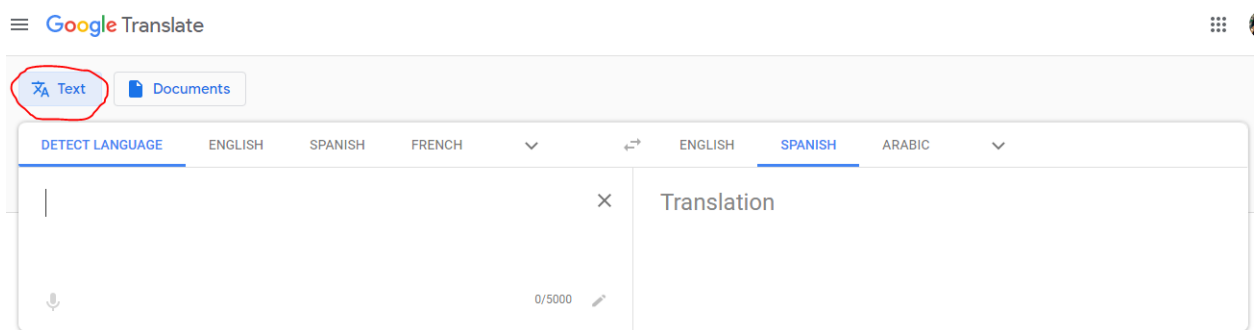 Google Translate
Text Documents
DETECT LANGUAGE ENGLISH SPANISH FRENCH ENGLISH SPANISH ARABIC
Translation
0/5000